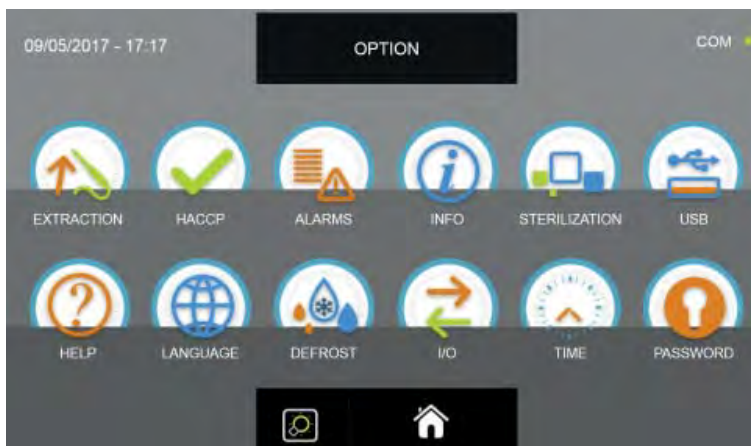 09/05/2017 - 17:17 OPTION COM
EXTRACTION HACCP ALARMS INFO STERILIZATION USB
HELP LANGUAGE DEFROST I/O TIME PASSWORD